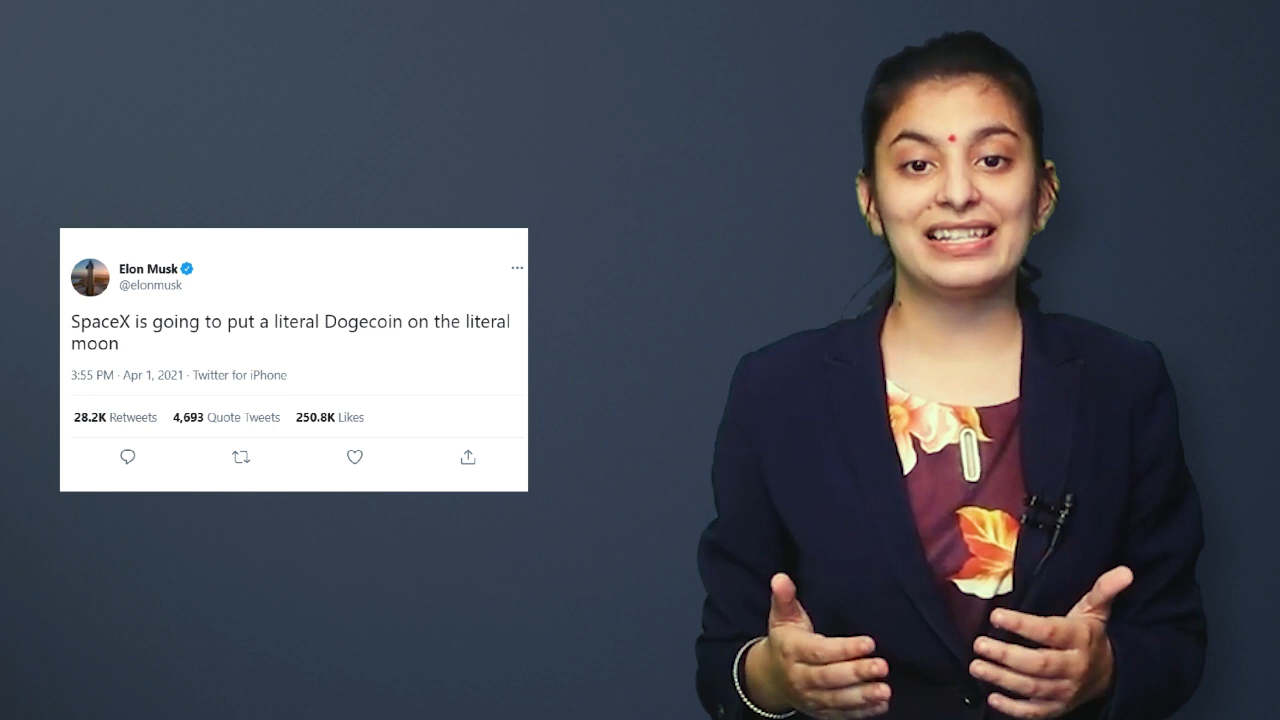 Elon Musk
@elonmusk
SpaceX is going to put a literal Dogecoin on the literal
moon
3:55 PM · Apr 1, 2021 · Twitter for iPhone
28.2K Retweets 4,693 Quote Tweets 250.8K Likes